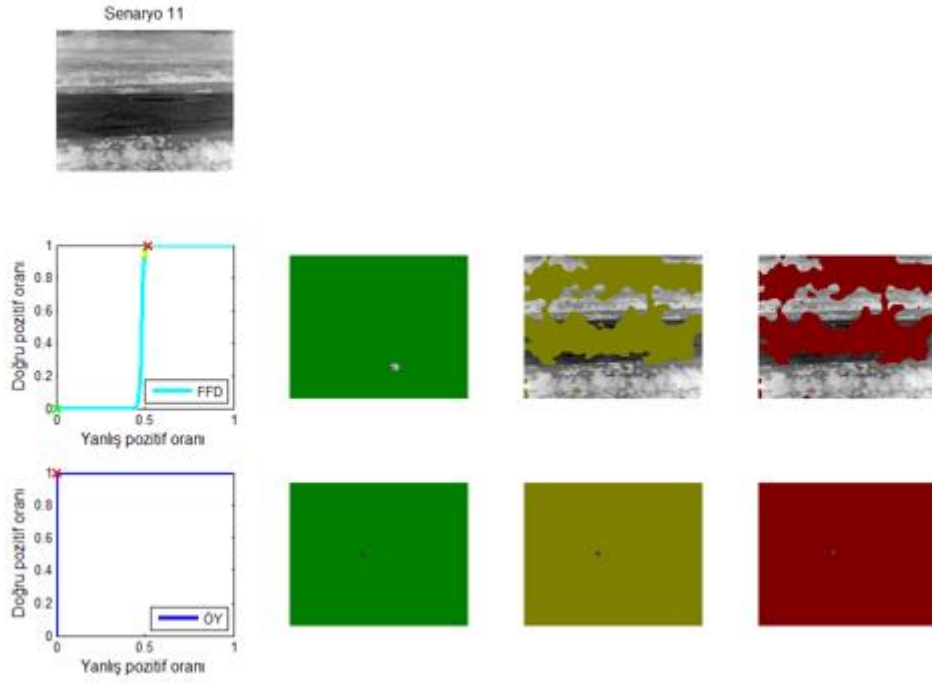 Senaryo 11
Doğru pozitif oranı
1
0.8
0.6
0.4
0.2
0
FFD
0
0.5
1
Yanlış pozitif oranı
Doğru pozitif oranı
1
0.8
0.6
0.4
0.2
0
ÖY
0
0.5
1
Yanlış pozitif oranı